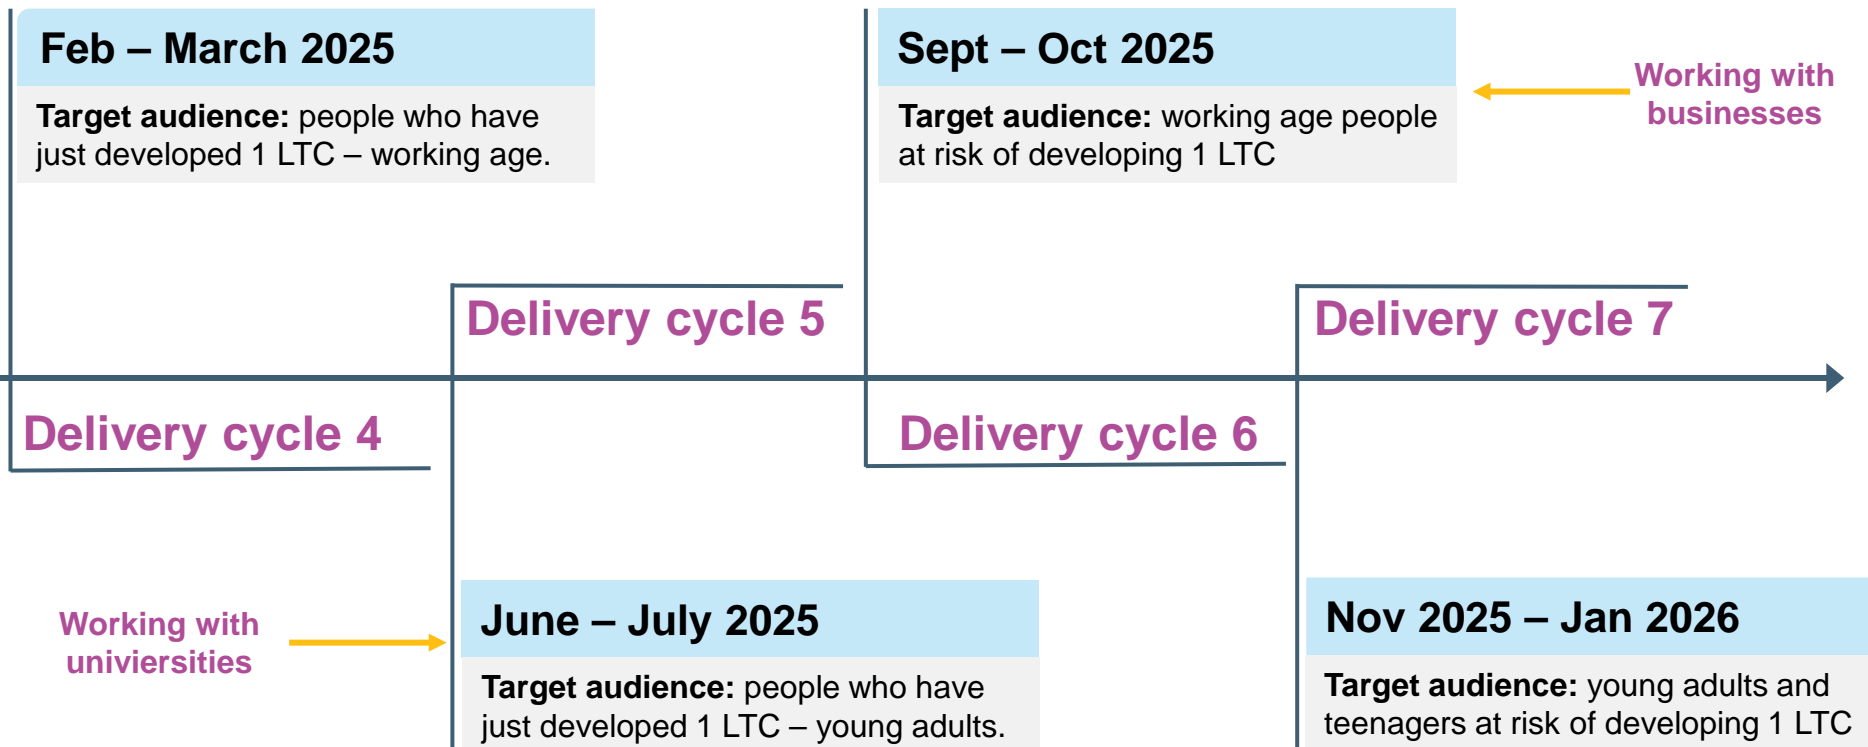 Feb – March 2025
Target audience: people who have
just developed 1 LTC – working age.
Sept – Oct 2025
Target audience: working age people
at risk of developing 1 LTC
Working with
businesses
Delivery cycle 5
Delivery cycle 7
Delivery cycle 4
Delivery cycle 6
Working with
univiersities
June – July 2025
Target audience: people who have
just developed 1 LTC – young adults.
Nov 2025 – Jan 2026
Target audience: young adults and
teenagers at risk of developing 1 LTC